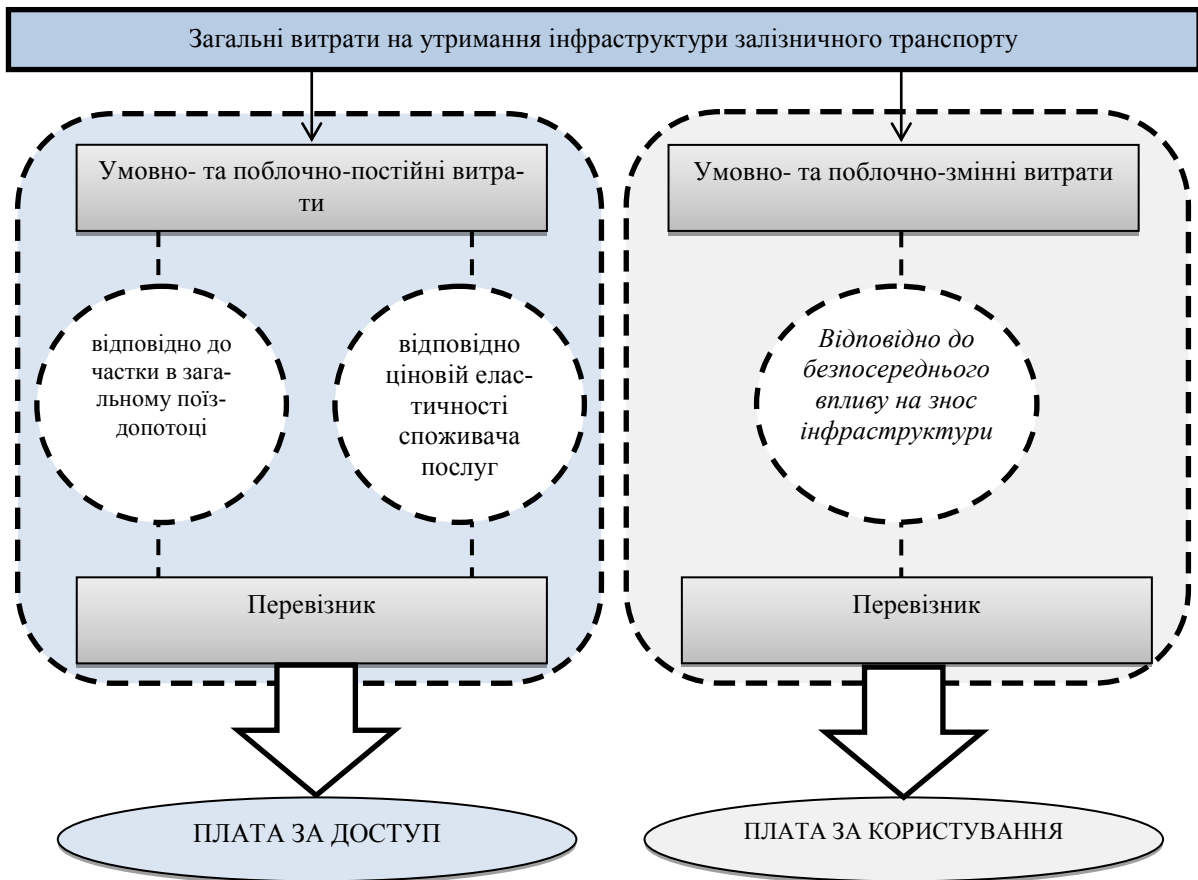 Загальні витрати на утримання інфраструктури залізничного транспорту
Умовно- та поблочно-постійні витра-
ти
Умовно- та поблочно-змінні витрати
відповідно до
частки в зага-
льному поїз-
допотоці
відповідно
ціновій елас-
тичності
споживача
послуг
Відповідно до
безпосереднього
впливу на знос
інфраструктури
Перевізник
Перевізник
ПЛАТА ЗА ДОСТУП
ПЛАТА ЗА КОРИСТУВАННЯ